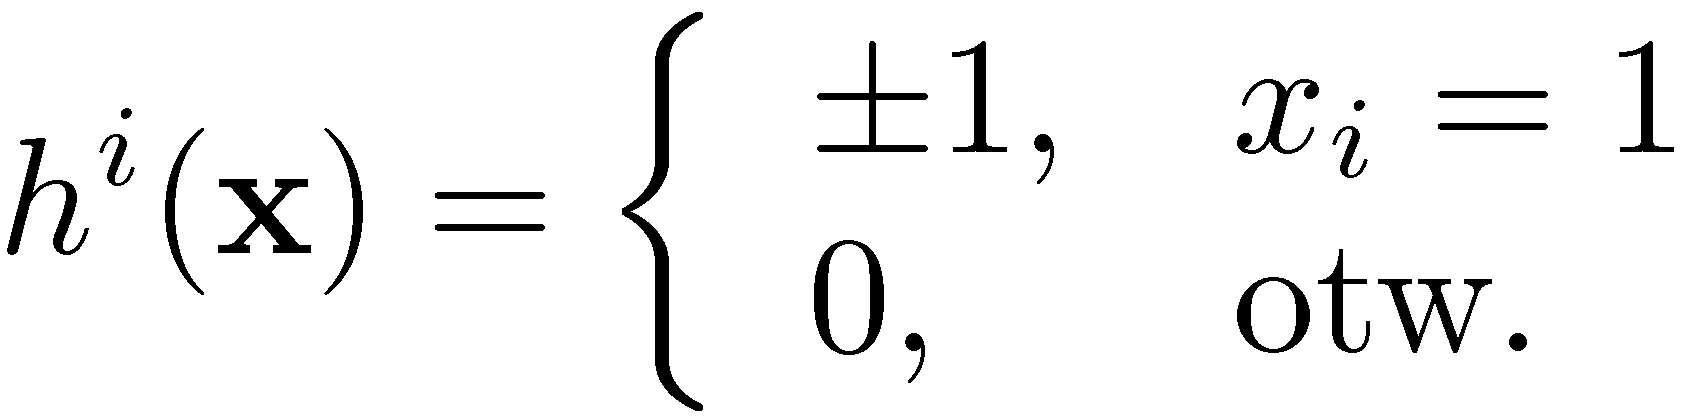 h^i(𝐱) = { ±1, x_i = 1
0, otw.